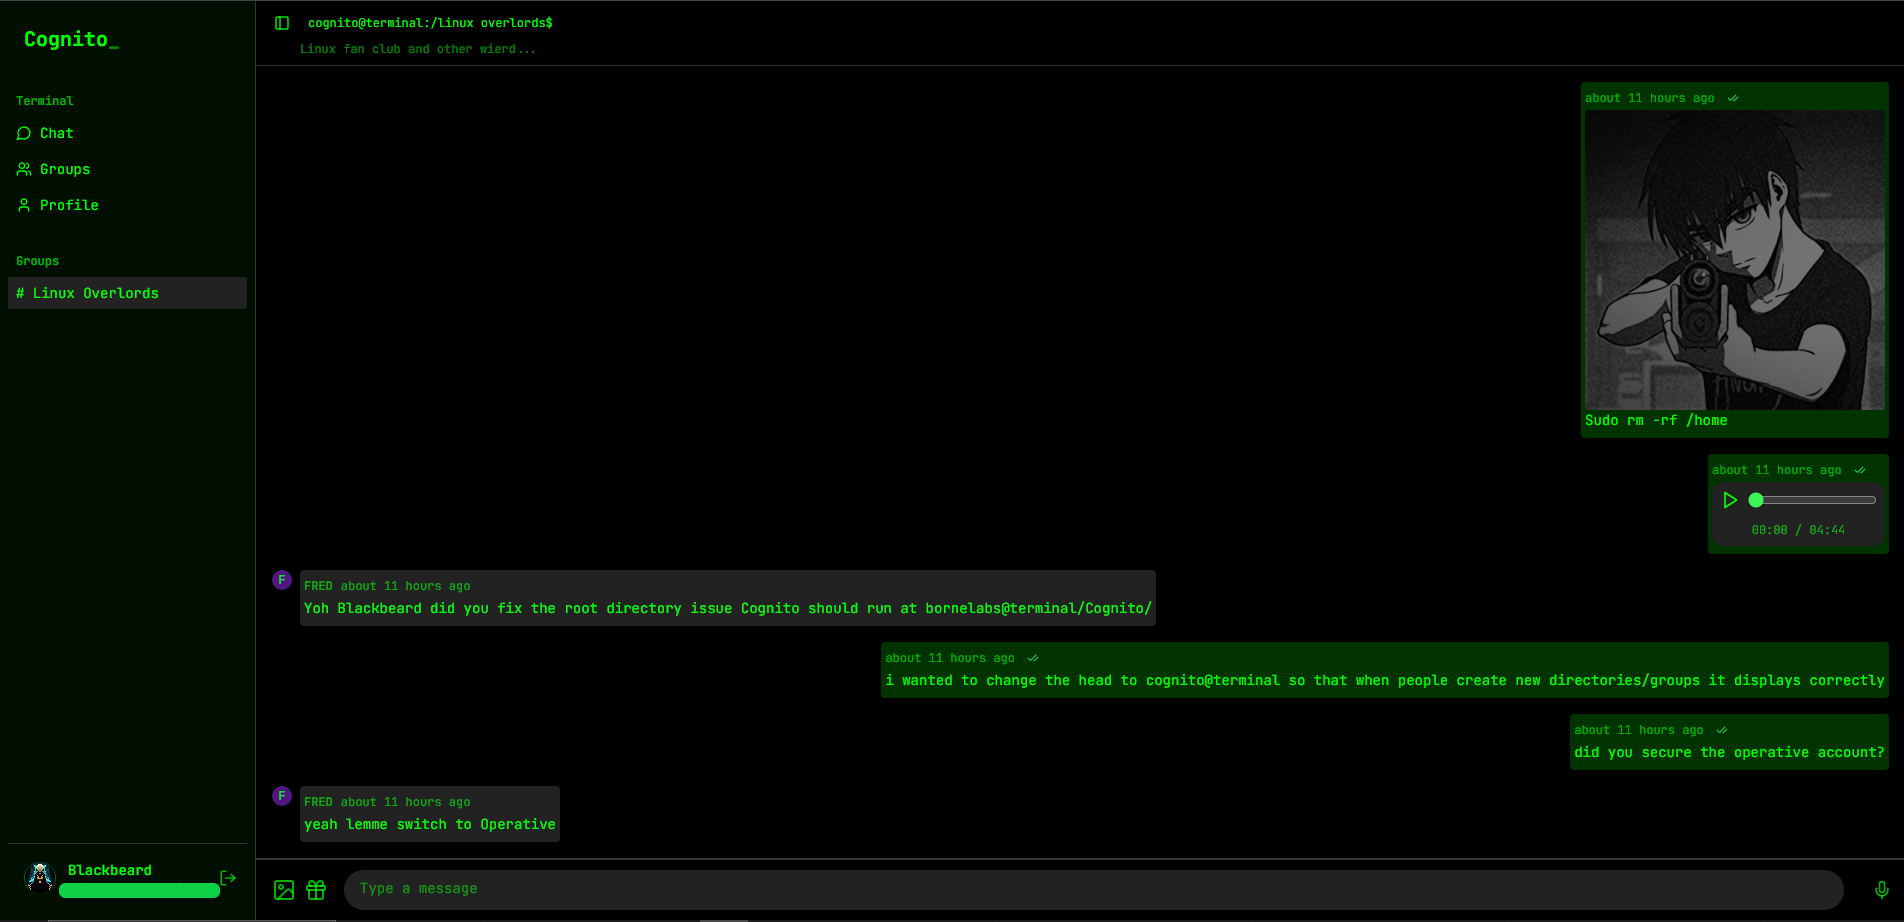 Cognito_
Terminal
Chat
Groups
Profile
Groups
# Linux Overlords
Blackbeard
cognito@terminal:/linux overlords$
Linux fan club and other wierd...
about 11 hours ago
Sudo rm -rf /home
about 11 hours ago
00:00 / 04:44
F
FRED about 11 hours ago
Yoh Blackbeard did you fix the root directory issue Cognito should run at bornelabs@terminal/Cognito/
about 11 hours ago
i wanted to change the head to cognito@terminal so that when people create new directories/groups it displays correctly
about 11 hours ago
did you secure the operative account?
F
FRED about 11 hours ago
yeah lemme switch to Operative
Type a message